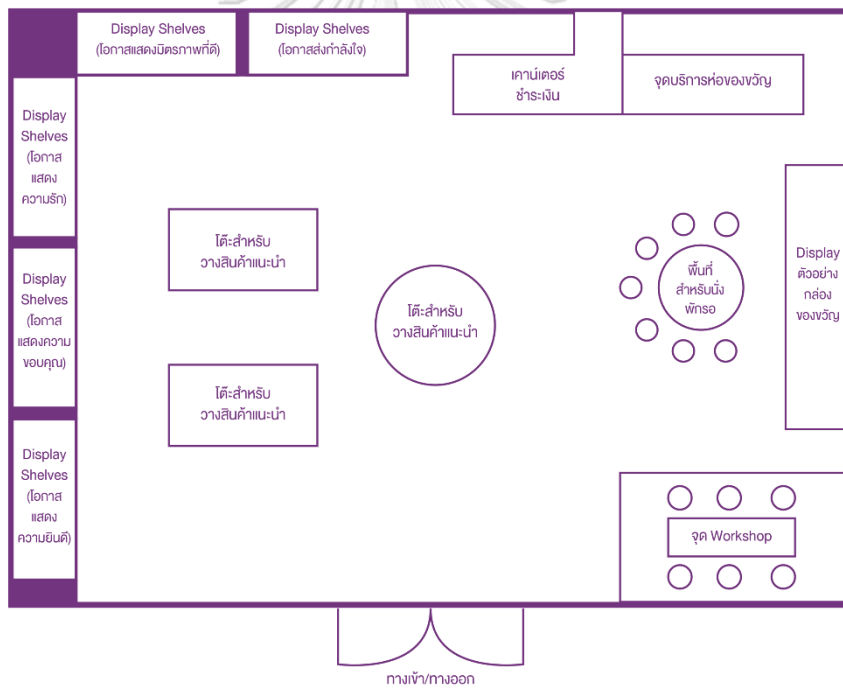 Display Shelves
(โอกาสแสดงมิตรภาพที่ดี)
Display Shelves
(โอกาสส่งกำลังใจ)
เคาน์เตอร์
ชำระเงิน
จุดบริการห่อของขวัญ
Display
Shelves
(โอกาส
แสดง
ความรัก)
Display
Shelves
(โอกาส
แสดงความ
ขอบคุณ)
Display
Shelves
(โอกาส
แสดง
ความยินดี)
โต๊ะสำหรับ
วางสินค้าแนะนำ
โต๊ะสำหรับ
วางสินค้าแนะนำ
โต๊ะสำหรับ
วางสินค้าแนะนำ
พื้นที่
สำหรับนั่ง
พักรอ
Display
ตัวอย่าง
กล่อง
ของขวัญ
จุด Workshop
ทางเข้า/ทางออก